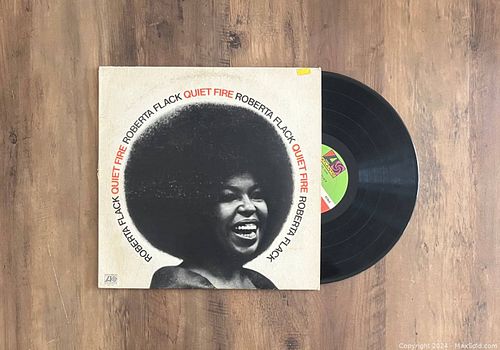 ROBERTA FLACK QUIET FIRE ROBERTA FLACK QUIET FIRE ROBERTA FLACK QUIET FIRE ROBERTA FLACK
Copyright 2024 - MaxSold.com